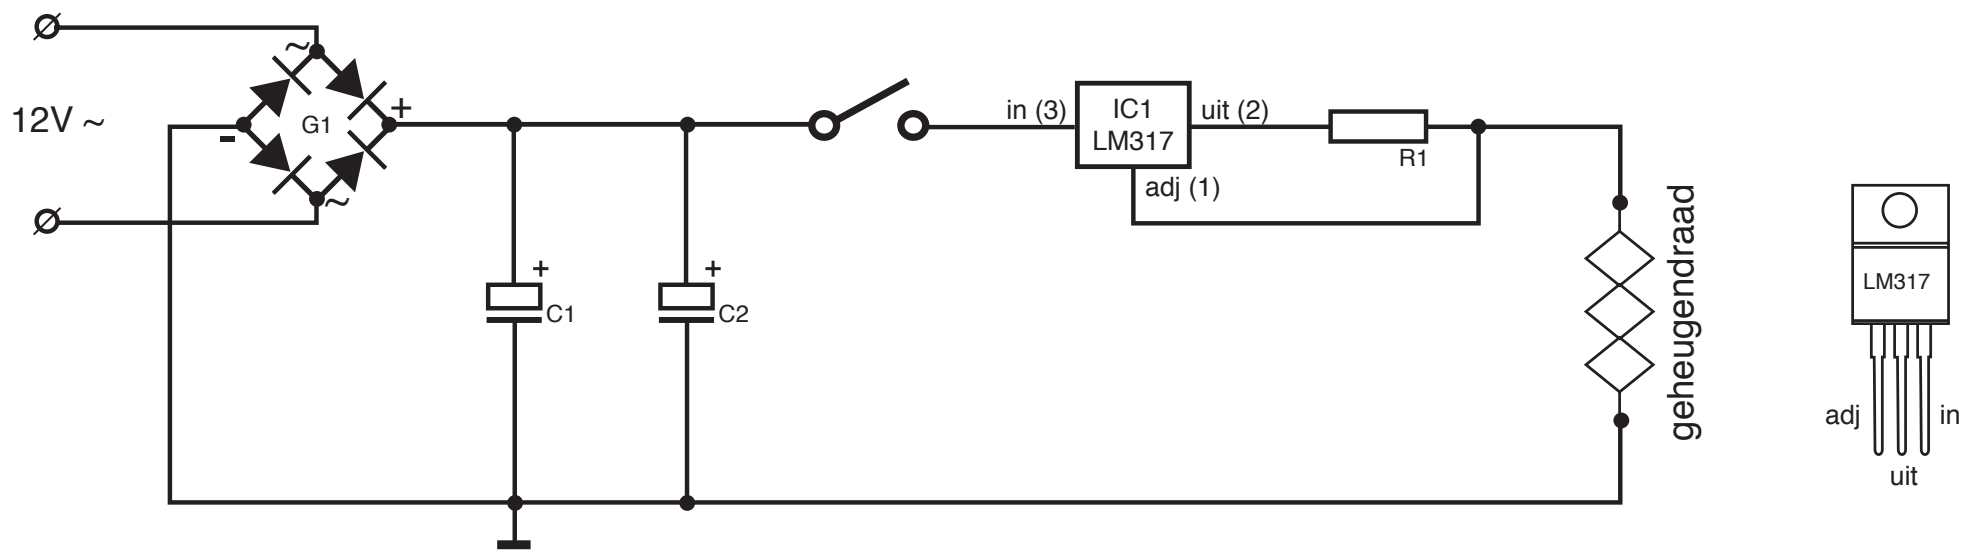 12V ~
~
G1
+
-
~
+
C1
+
C2
in (3)
IC1
LM317
uit (2)
adj (1)
R1
geheugendraad
LM317
adj
in
uit